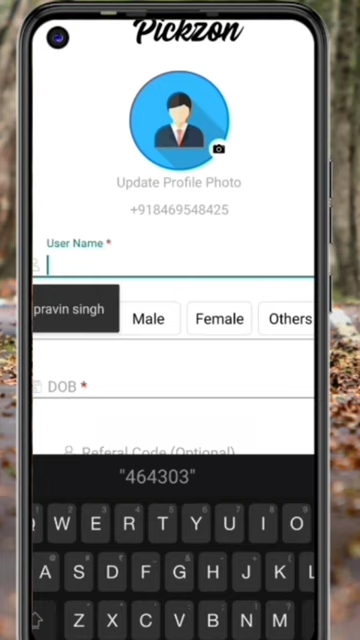 Pickzon
Update Profile Photo
+918469548425
User Name *
pravin singh
Male Female Others
DOB *
Referal Code (Optional)
"464303"
W E R T Y U I O
A S D F G H J K L
Z X C V B N M